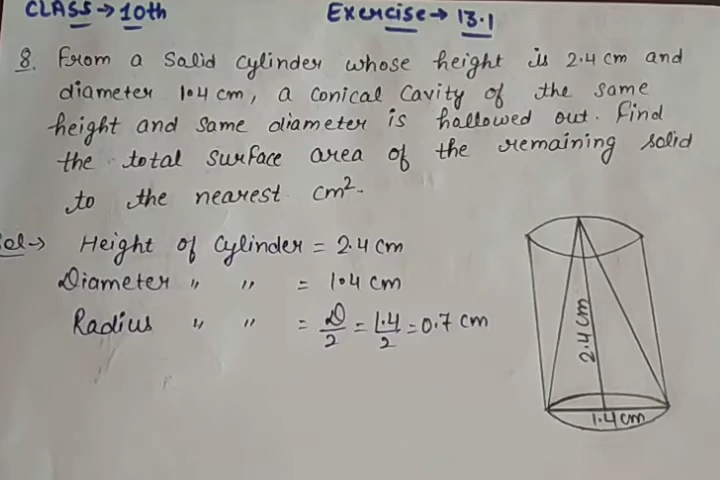 CLASS → 10th Exercise → 13.1
8. From a Solid cylinder whose height is 2.4 cm and
diameter 1.4 cm, a conical cavity of the same
height and same diameter is hallowed out. Find
the total surface area of the remaining solid
to the nearest cm².
Sol → Height of Cylinder = 2.4 cm
Diameter " " = 1.4 cm
Radius " " = D/2 = 1.4/2 = 0.7 cm
2.4 cm
1.4 cm